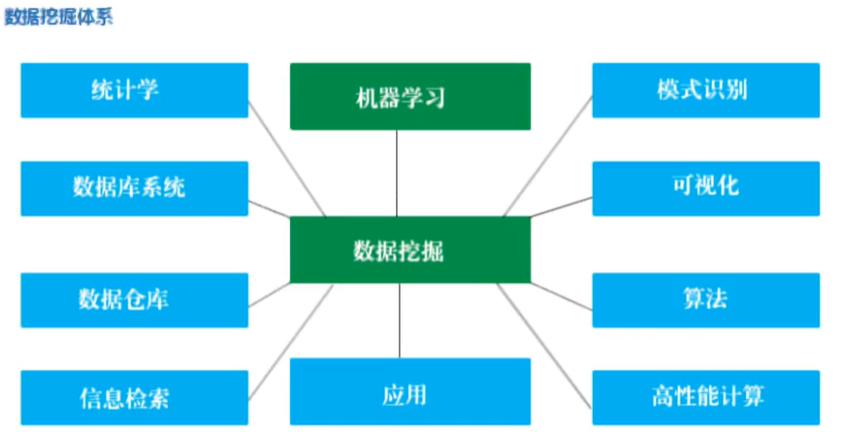 数据挖掘体系
统计学
机器学习
模式识别
数据库系统
可视化
数据挖掘
数据仓库
算法
信息检索
应用
高性能计算